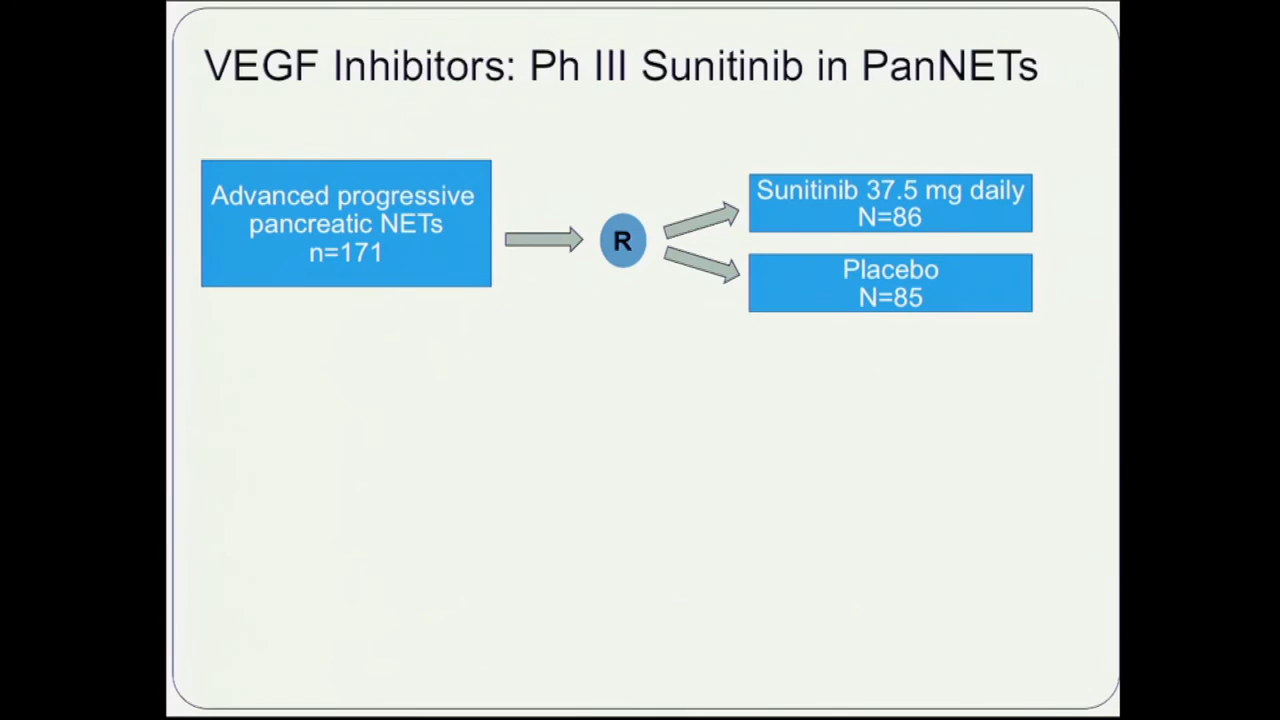 VEGF Inhibitors: Ph III Sunitinib in PanNETs
Advanced progressive
pancreatic NETs
n=171
R
Sunitinib 37.5 mg daily
N=86
Placebo
N=85